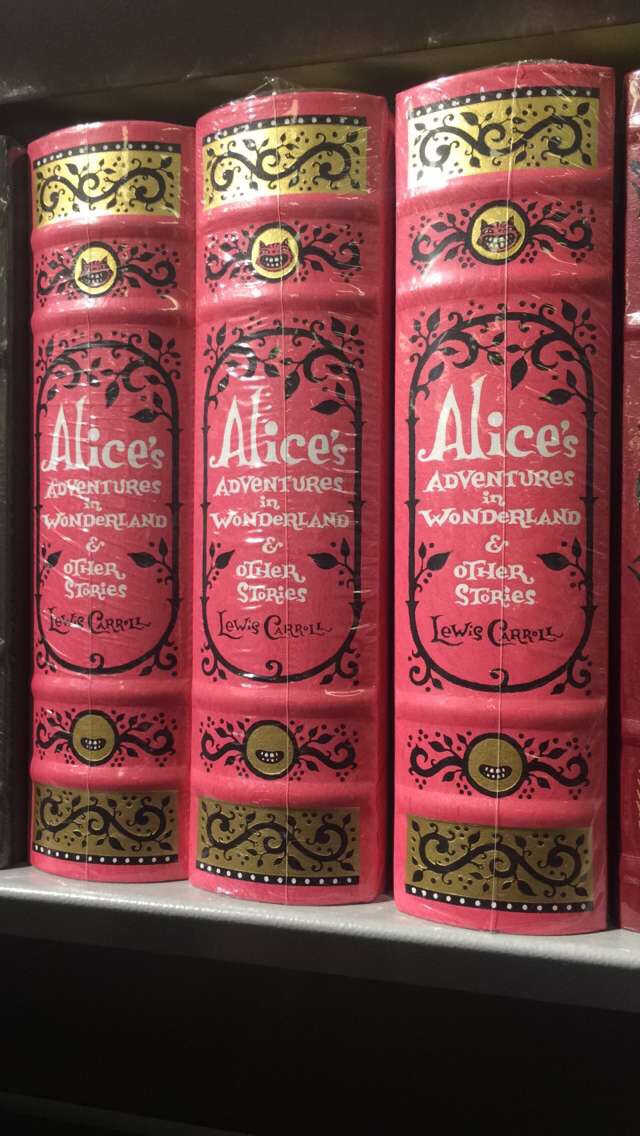 Alice's
ADVENTURES
in
WONDERLAND
&
OTHER
STORIES
LEWIS CARROLL
Alice's
ADVENTURES
in
WONDERLAND
&
OTHER
STORIES
LEWIS CARROLL
Alice's
ADVENTURES
in
WONDERLAND
&
OTHER
STORIES
LEWIS CARROLL